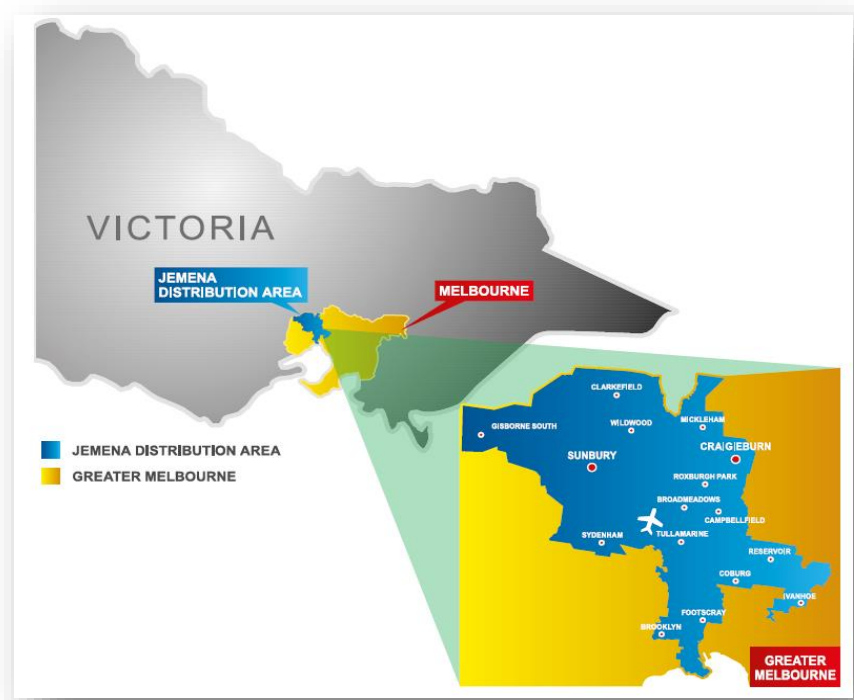 VICTORIA
JEMENA
DISTRIBUTION AREA
MELBOURNE
JEMENA DISTRIBUTION AREA
GREATER MELBOURNE
CLARKEFIELD
GISBORNE SOUTH
WILDWOOD
MICKLEHAM
SUNBURY
CRAIGIEBURN
ROXBURGH PARK
BROADMEADOWS
CAMPBELLFIELD
SYDENHAM
TULLAMARINE
RESERVOIR
COBURG
IVANHOE
FOOTSCRAY
BROOKLYN
GREATER
MELBOURNE